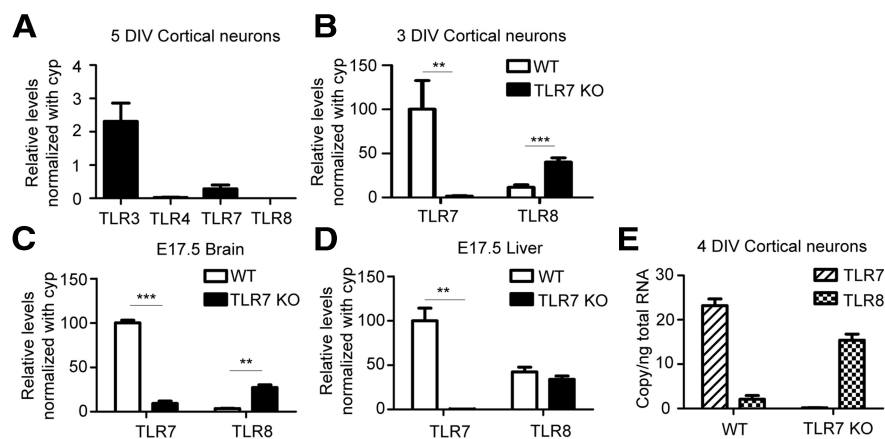 A
5 DIV Cortical neurons
Relative levels
normalized with cyp
4
3
2
1
0
TLR3 TLR4 TLR7 TLR8
B
3 DIV Cortical neurons
Relative levels
normalized with cyp
150
100
50
0
**
***
WT
TLR7 KO
TLR7 TLR8
C
E17.5 Brain
Relative levels
normalized with cyp
150
100
50
0
***
**
WT
TLR7 KO
TLR7 TLR8
D
E17.5 Liver
Relative levels
normalized with cyp
150
100
50
0
**
WT
TLR7 KO
TLR7 TLR8
E
4 DIV Cortical neurons
Copy/ng total RNA
30
20
10
0
TLR7
TLR8
WT TLR7 KO